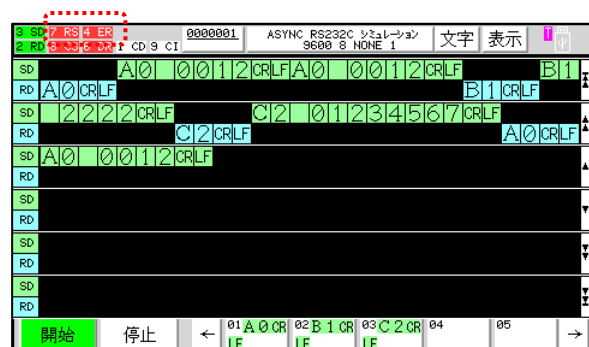 3 SD 7 RS 4 ER 0000001 ASYNC RS232C シミュレーション 文字 表示 T
2 RD 8 CS 6 DR 1 CD 9 CI 9600 8 NONE 1
SD A0 0012CRLFA0 0012CRLF B1
RD A0CRLF B1CRLF
SD 2222CRLF C2 01234567CRLF
RD C2CRLF A0CRLF
SD A0 0012CRLF
RD
SD
RD
SD
RD
SD
RD
開始 停止 ← 01 A0CR 02 B1CR 03 C2CR 04 05 →
LF LF LF